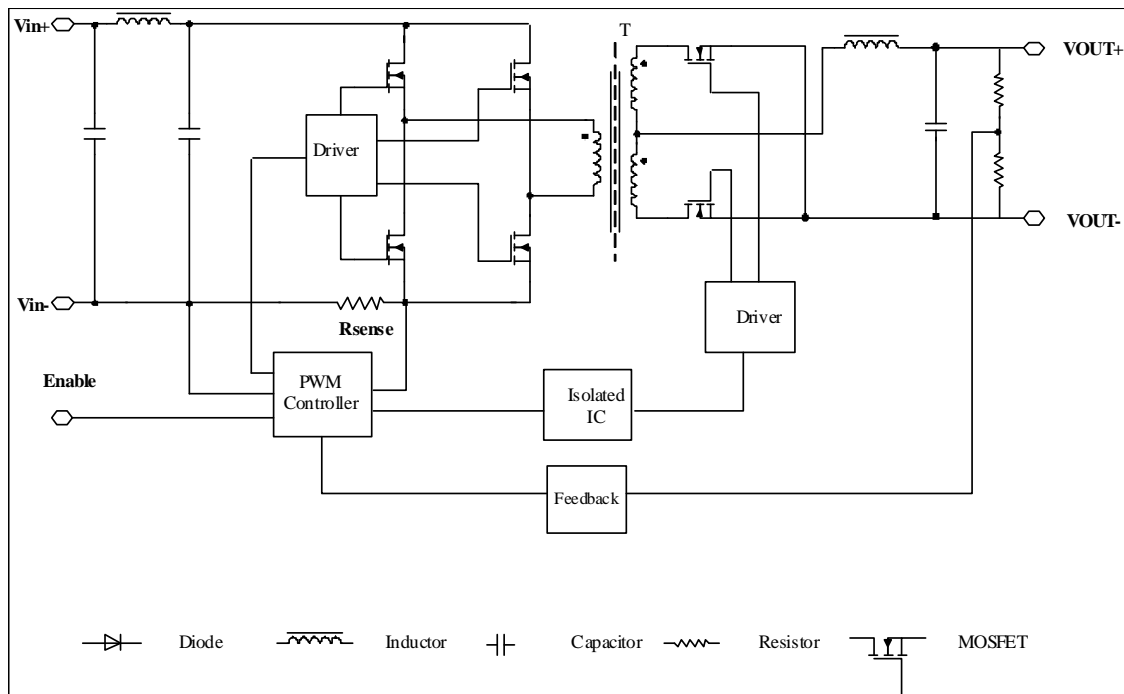 Vin+
T
VOUT+
Driver
VOUT-
Vin-
Rsense
Driver
Enable
PWM
Controller
Isolated
IC
Feedback
Diode
Inductor
Capacitor
Resistor
MOSFET